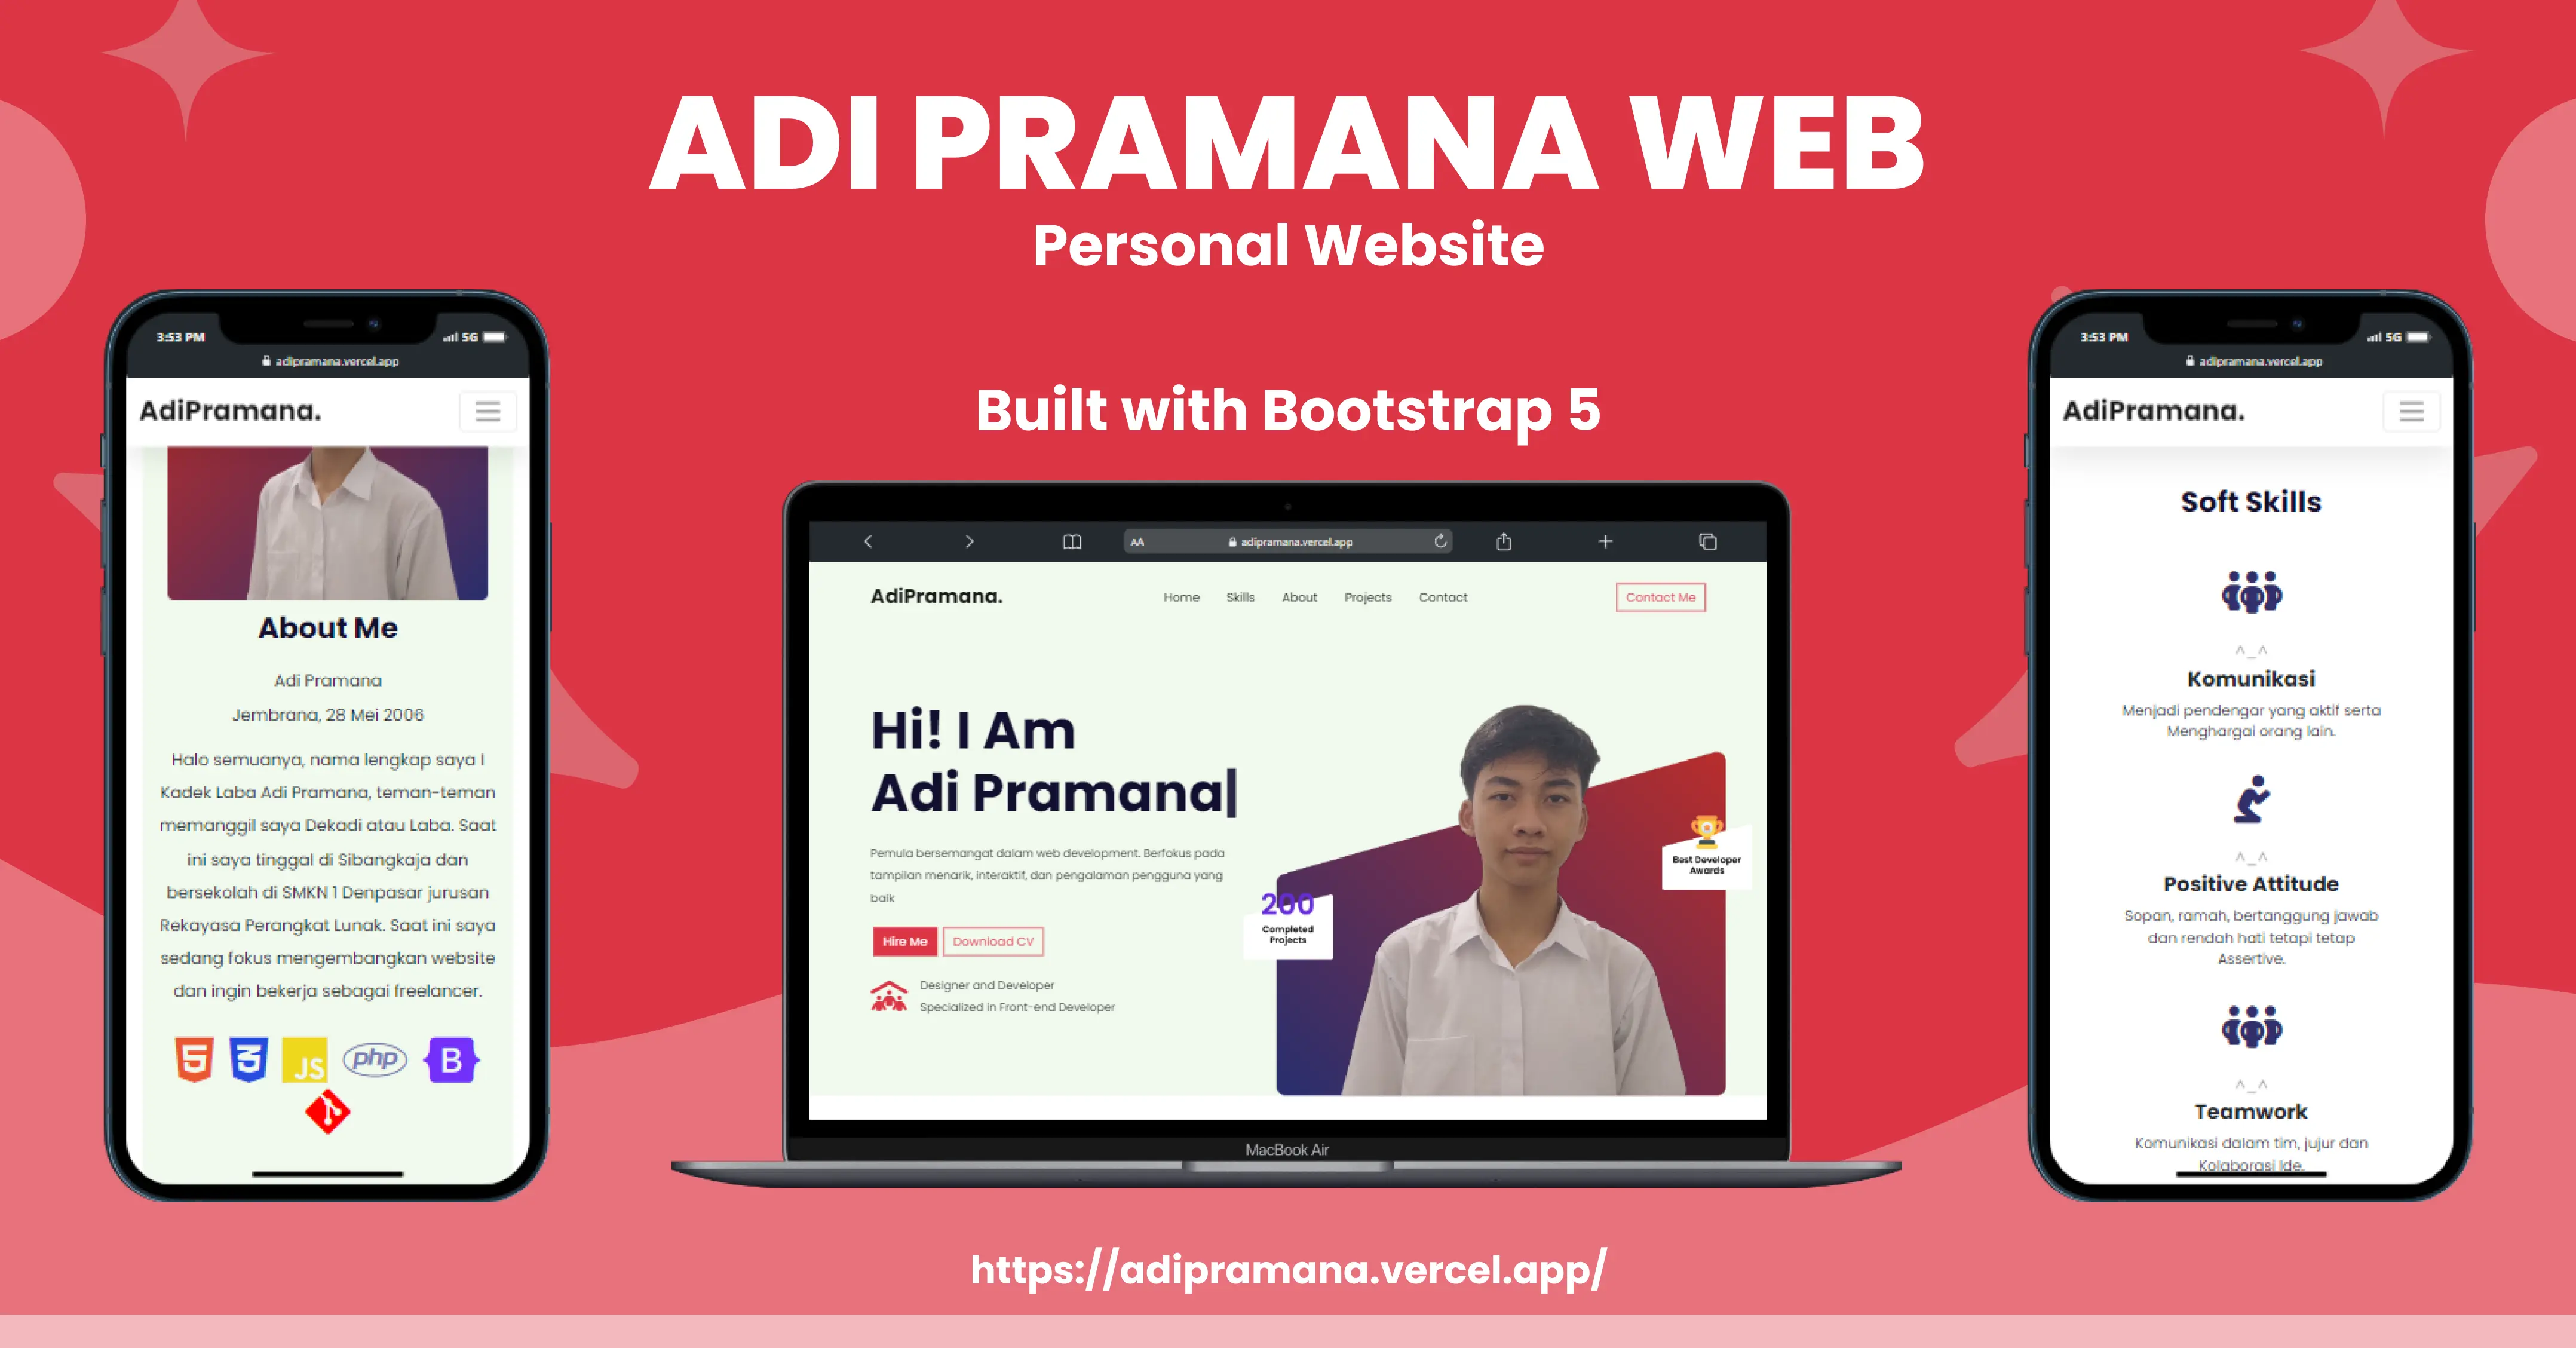 ADI PRAMANA WEB
Personal Website
Built with Bootstrap 5
3:53 PM
5G
adipramana.vercel.app
AdiPramana.
About Me
Adi Pramana
Jembrana, 28 Mei 2006
Halo semuanya, nama lengkap saya I
Kadek Laba Adi Pramana, teman-teman
memanggil saya Dekadi atau Laba. Saat
ini saya tinggal di Sibangkaja dan
bersekolah di SMKN 1 Denpasar jurusan
Rekayasa Perangkat Lunak. Saat ini saya
sedang fokus mengembangkan website
dan ingin bekerja sebagai freelancer.
5 3 JS php B
AA
adipramana.vercel.app
AdiPramana.
Home Skills About Projects Contact
Contact Me
Hi! I Am
Adi Pramana|
Pemula bersemangat dalam web development. Berfokus pada
tampilan menarik, interaktif, dan pengalaman pengguna yang
baik
Hire Me Download CV
Designer and Developer
Specialized in Front-end Developer
200
Completed
Projects
Best Developer
Awards
MacBook Air
3:53 PM
5G
adipramana.vercel.app
AdiPramana.
Soft Skills
^_^
Komunikasi
Menjadi pendengar yang aktif serta
Menghargai orang lain.
^_^
Positive Attitude
Sopan, ramah, bertanggung jawab
dan rendah hati tetapi tetap
Assertive.
^_^
Teamwork
Komunikasi dalam tim, jujur dan
Kolaborasi Ide.
https://adipramana.vercel.app/